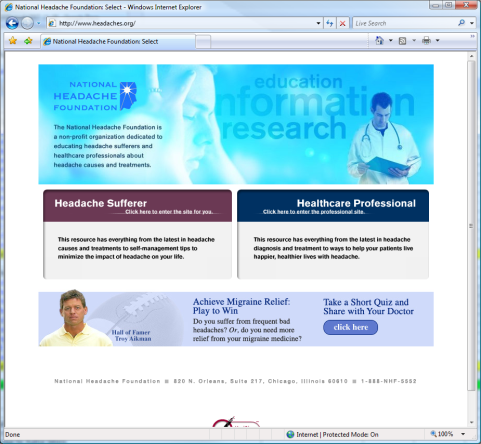 National Headache Foundation: Select - Windows Internet Explorer
http://www.headaches.org/
Live Search
National Headache Foundation: Select
NATIONAL
HEADACHE
FOUNDATION
education
information
research
The National Headache Foundation is
a non-profit organization dedicated to
educating headache sufferers and
healthcare professionals about
headache causes and treatments.
Headache Sufferer
Click here to enter the site for you.
This resource has everything from the latest in headache
causes and treatments to self-management tips to
minimize the impact of headache on your life.
Healthcare Professional
Click here to enter the professional site.
This resource has everything from the latest in headache
diagnosis and treatment to ways to help your patients live
happier, healthier lives with headache.
Hall of Famer
Troy Aikman
Achieve Migraine Relief:
Play to Win
Do you suffer from frequent bad
headaches? Or, do you need more
relief from your migraine medicine?
Take a Short Quiz and
Share with Your Doctor
click here
National Headache Foundation @ 820 N. Orleans, Suite 217, Chicago, Illinois 60610 @ 1-888-NHF-5552
Done
Internet | Protected Mode: On
100%